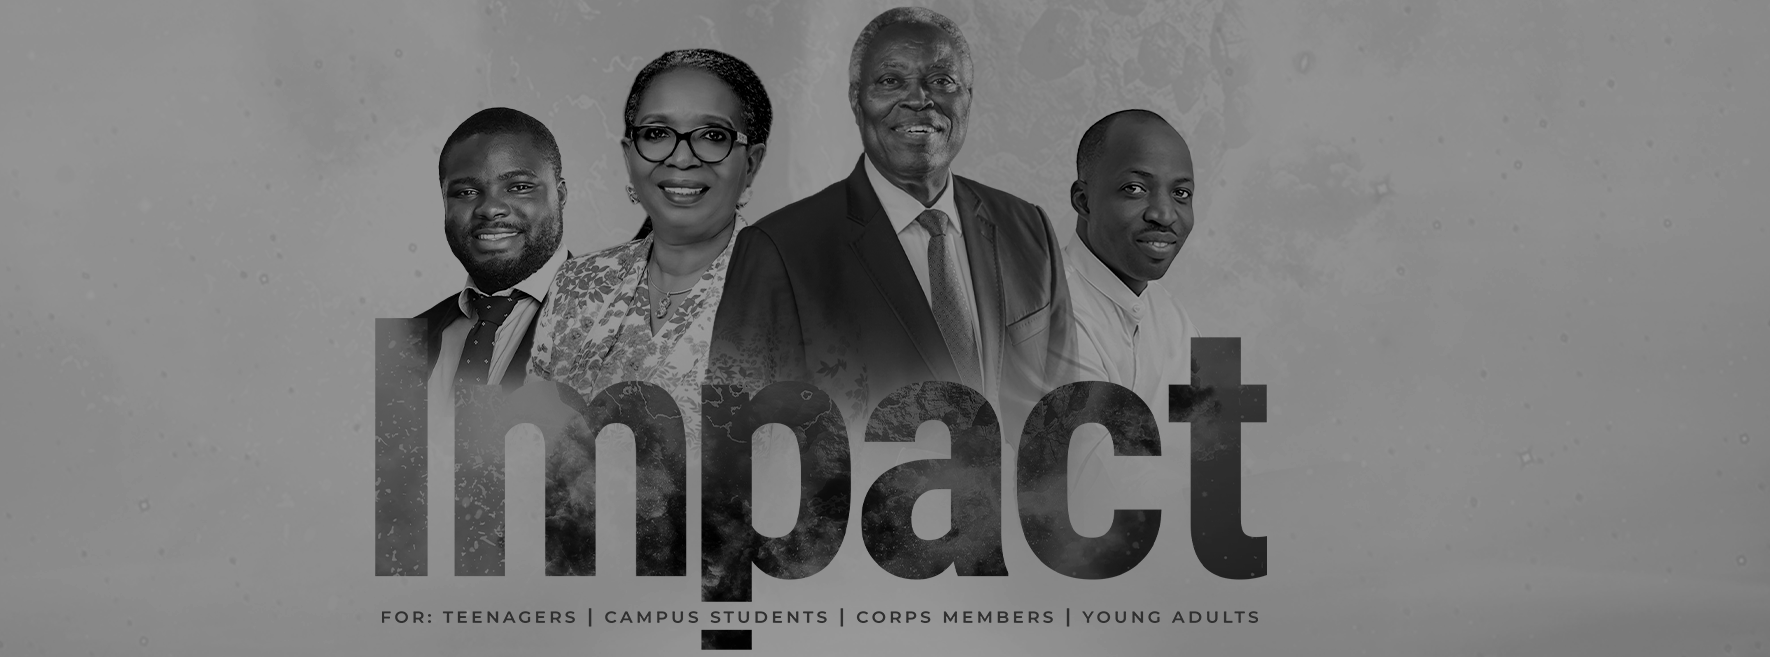 Impact
FOR: TEENAGERS | CAMPUS STUDENTS | CORPS MEMBERS | YOUNG ADULTS